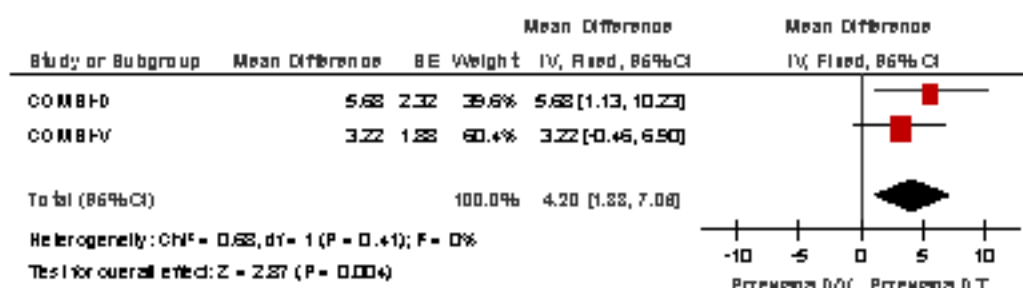 Mean Difference Mean Difference
Study or Subgroup Mean Difference SE Weight IV, Fixed, 95% CI IV, Fixed, 95% CI
COMBI-D 5.68 2.32 39.6% 5.68 [1.13, 10.23]
COMBI-V 3.22 1.88 60.4% 3.22 [-0.46, 6.90]
Total (95% CI) 100.0% 4.20 [1.33, 7.06]
Heterogeneity: Chi² = 0.68, df = 1 (P = 0.41); I² = 0%
Test for overall effect: Z = 2.87 (P = 0.004)
-10 -5 0 5 10